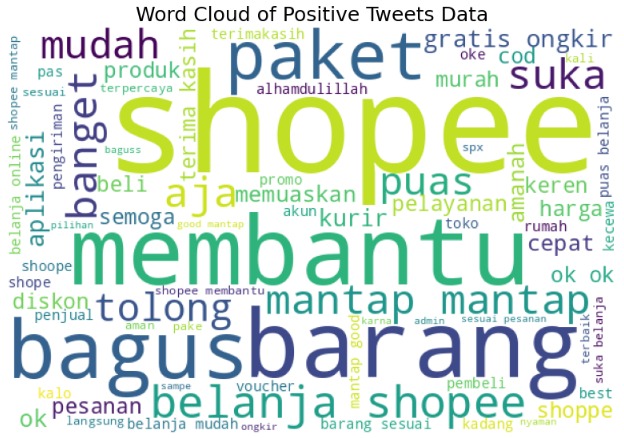 Word Cloud of Positive Tweets Data
shopee mantap
mudah
terimakasih
gratis ongkir
paket
oke
cod
kali
suka
pas
produk
terima kasih
sesuai
terpercaya
alhamdulillah
murah
shopee
banget
pengiriman
baguss
spx
puas belanja
belanja online
aplikasi
beli
aja
promo
memuaskan
puas
amanah
keren
pelayanan
harga
pilihan
semoga
good mantap
akun
kurir
toko
rumah
kecewa
membantu
cepat
shoope
shope
shopee membantu
ok ok
diskon
tolong
mantap mantap
penjual
aman
pake
karna
admin
sesuai pesanan
terbaik
suka belanja
bagus
barang
mantap good
kalo
sampe
voucher
pembeli
best
pesanan
belanja shopee
shoppe
ok
langsung
belanja mudah
ongkir
barang sesuai
kadang
nyaman